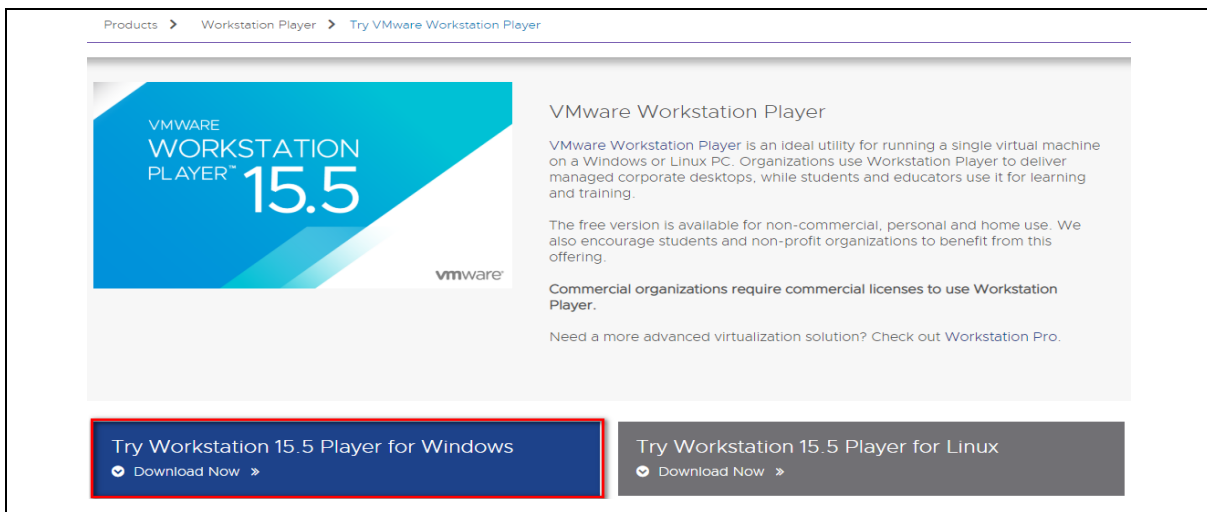 Products > Workstation Player > Try VMware Workstation Player
VMWARE
WORKSTATION
PLAYER™ 15.5
vmware
VMware Workstation Player
VMware Workstation Player is an ideal utility for running a single virtual machine
on a Windows or Linux PC. Organizations use Workstation Player to deliver
managed corporate desktops, while students and educators use it for learning
and training.
The free version is available for non-commercial, personal and home use. We
also encourage students and non-profit organizations to benefit from this
offering.
Commercial organizations require commercial licenses to use Workstation
Player.
Need a more advanced virtualization solution? Check out Workstation Pro.
Try Workstation 15.5 Player for Windows
Download Now »
Try Workstation 15.5 Player for Linux
Download Now »